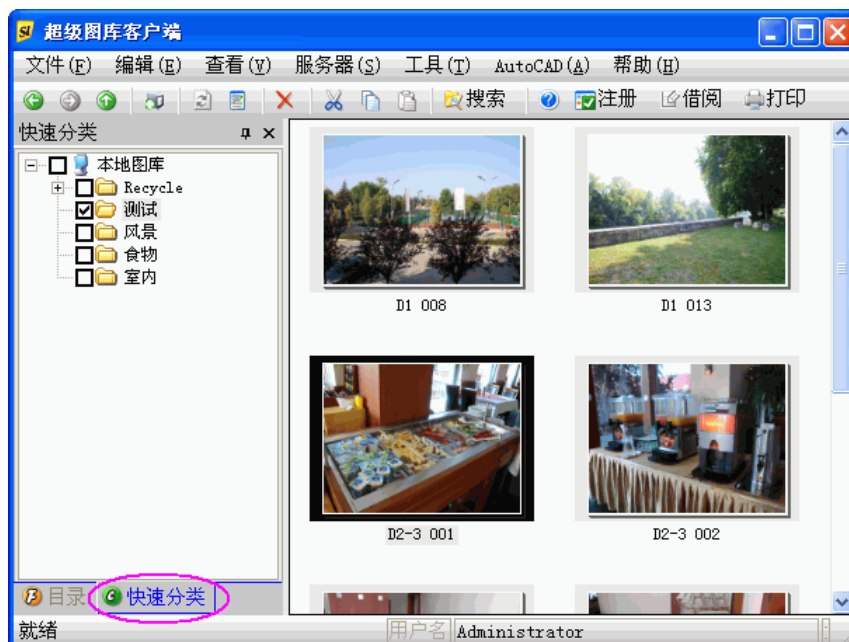 超级图库客户端
文件(F) 编辑(E) 查看(V) 服务器(S) 工具(T) AutoCAD(A) 帮助(H)
搜索 注册 借阅 打印
快速分类
本地图库
Recycle
测试
风景
食物
室内
D1 008 D1 013
D2-3 001 D2-3 002
目录 快速分类
就绪 用户名 Administrator